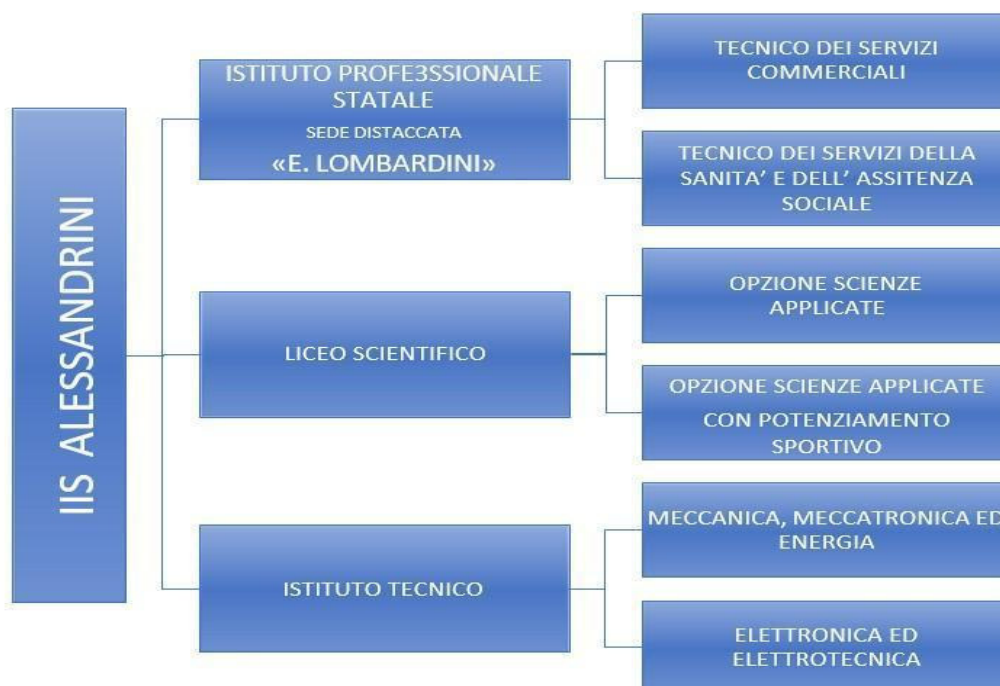 IIS ALESSANDRINI
ISTITUTO PROFE3SSIONALE
STATALE
SEDE DISTACCATA
«E. LOMBARDINI»
TECNICO DEI SERVIZI
COMMERCIALI
TECNICO DEI SERVIZI DELLA
SANITA' E DELL' ASSITENZA
SOCIALE
LICEO SCIENTIFICO
OPZIONE SCIENZE
APPLICATE
OPZIONE SCIENZE APPLICATE
CON POTENZIAMENTO
SPORTIVO
ISTITUTO TECNICO
MECCANICA, MECCATRONICA ED
ENERGIA
ELETTRONICA ED
ELETTROTECNICA